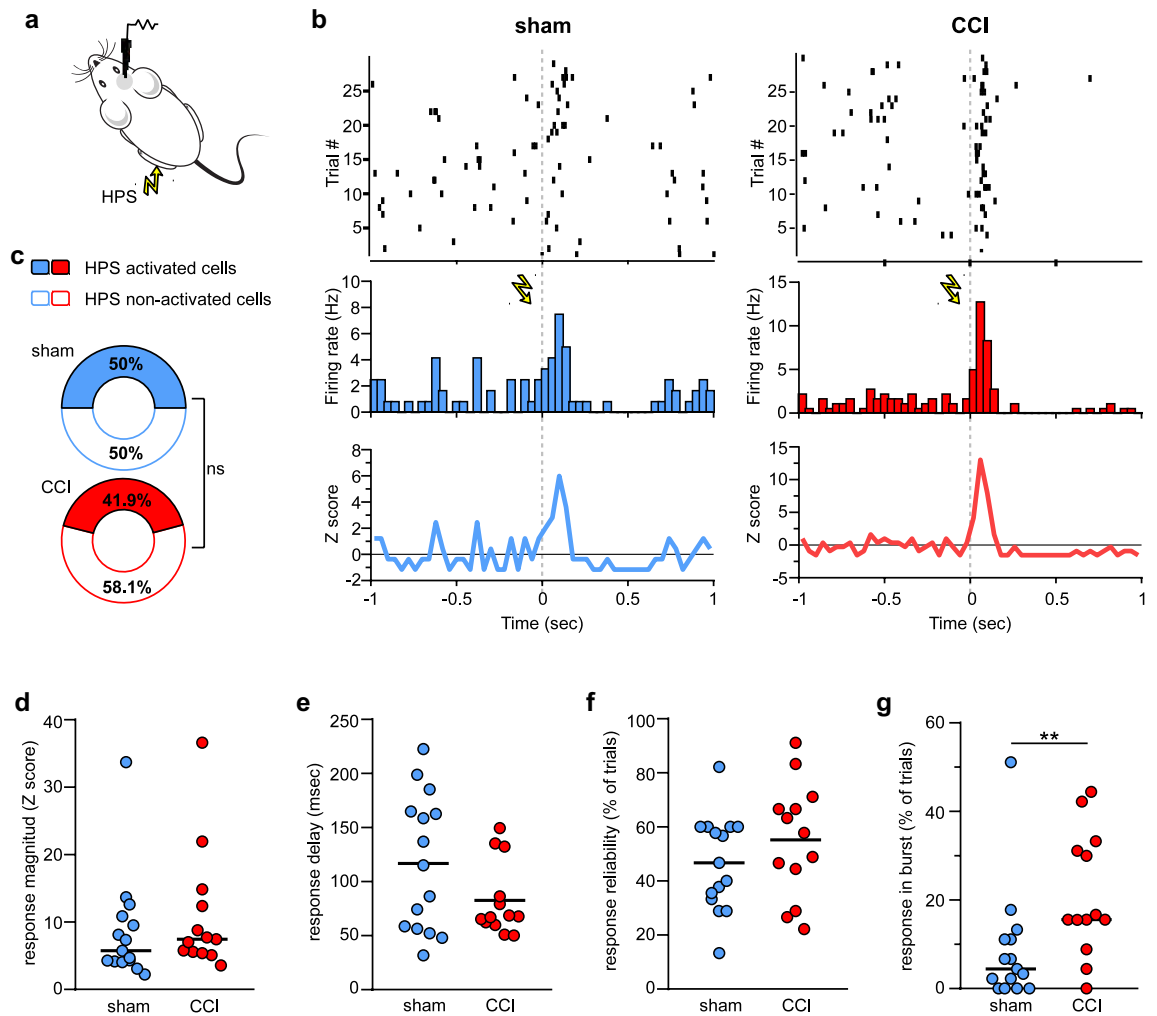 a
HPS
b
sham
CCI
Trial #
25
20
15
10
5
Trial #
30
25
20
15
10
5
Firing rate (Hz)
10
8
6
4
2
0
Firing rate (Hz)
15
10
5
0
Z score
8
6
4
2
0
-2
Z score
15
10
5
0
-5
-1 -0.5 0 0.5 1
Time (sec)
-1 -0.5 0 0.5 1
Time (sec)
c
HPS activated cells
HPS non-activated cells
sham
50%
50%
CCI
41.9%
58.1%
ns
d
response magnitud (Z score)
40
30
20
10
0
sham CCI
e
response delay (msec)
250
200
150
100
50
0
sham CCI
f
response reliability (% of trials)
100
80
60
40
20
0
sham CCI
g
response in burst (% of trials)
60
40
20
0
**
sham CCI